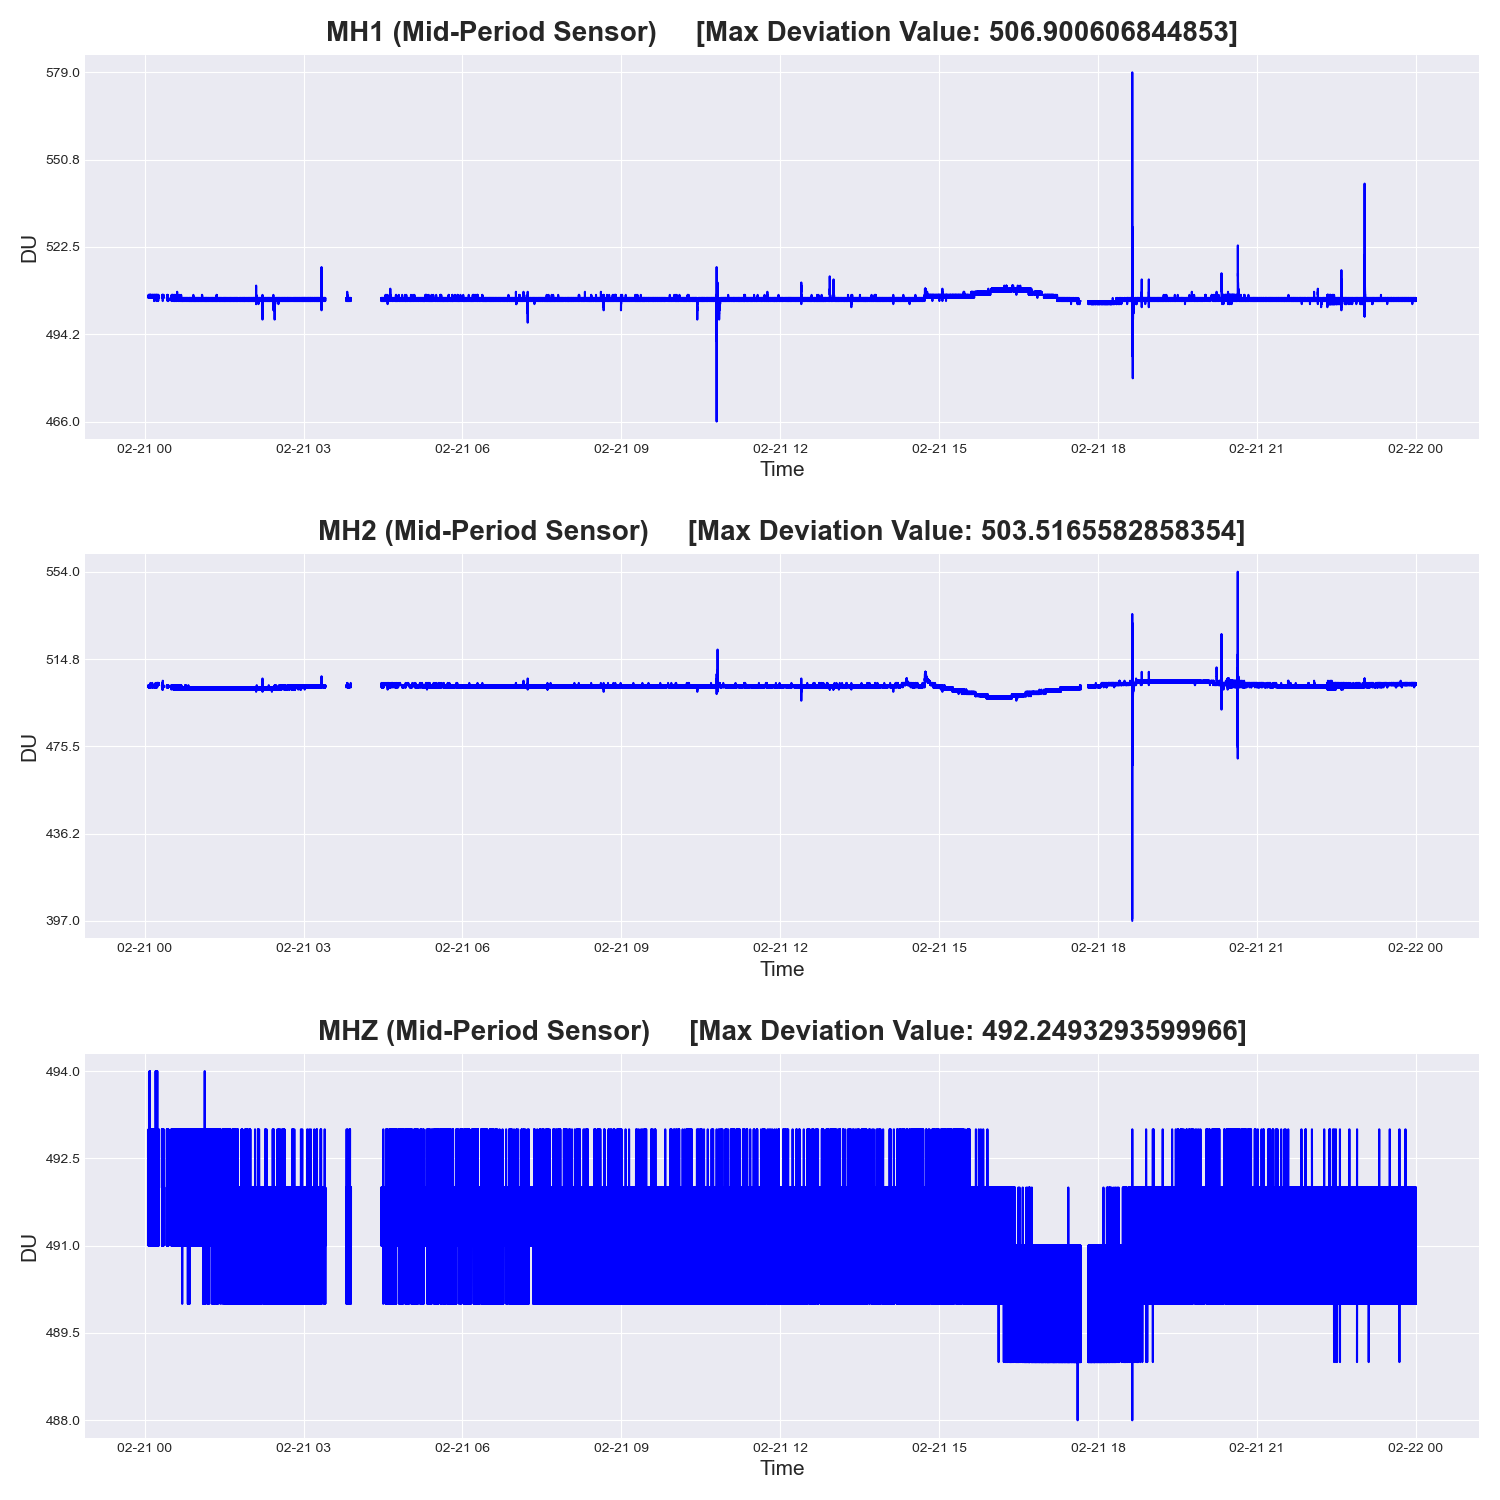 MH1 (Mid-Period Sensor) [Max Deviation Value: 506.900606844853]
579.0
550.8
522.5
494.2
466.0
DU
02-21 00 02-21 03 02-21 06 02-21 09 02-21 12 02-21 15 02-21 18 02-21 21 02-22 00
Time
MH2 (Mid-Period Sensor) [Max Deviation Value: 503.5165582858354]
554.0
514.8
475.5
436.2
397.0
DU
02-21 00 02-21 03 02-21 06 02-21 09 02-21 12 02-21 15 02-21 18 02-21 21 02-22 00
Time
MHZ (Mid-Period Sensor) [Max Deviation Value: 492.2493293599966]
494.0
492.5
491.0
489.5
488.0
DU
02-21 00 02-21 03 02-21 06 02-21 09 02-21 12 02-21 15 02-21 18 02-21 21 02-22 00
Time